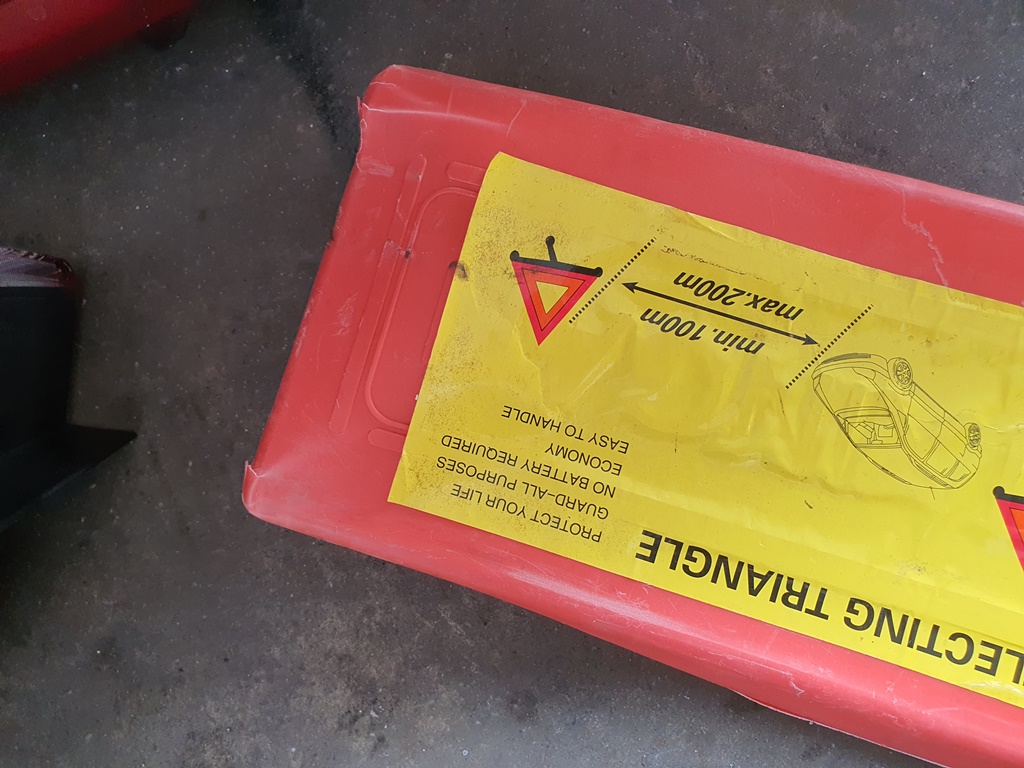 LECTING TRIANGLE
PROTECT YOUR LIFE
GUARD-ALL PURPOSES
NO BATTERY REQUIRED
ECONOMY
EASY TO HANDLE
min.100m
max.200m